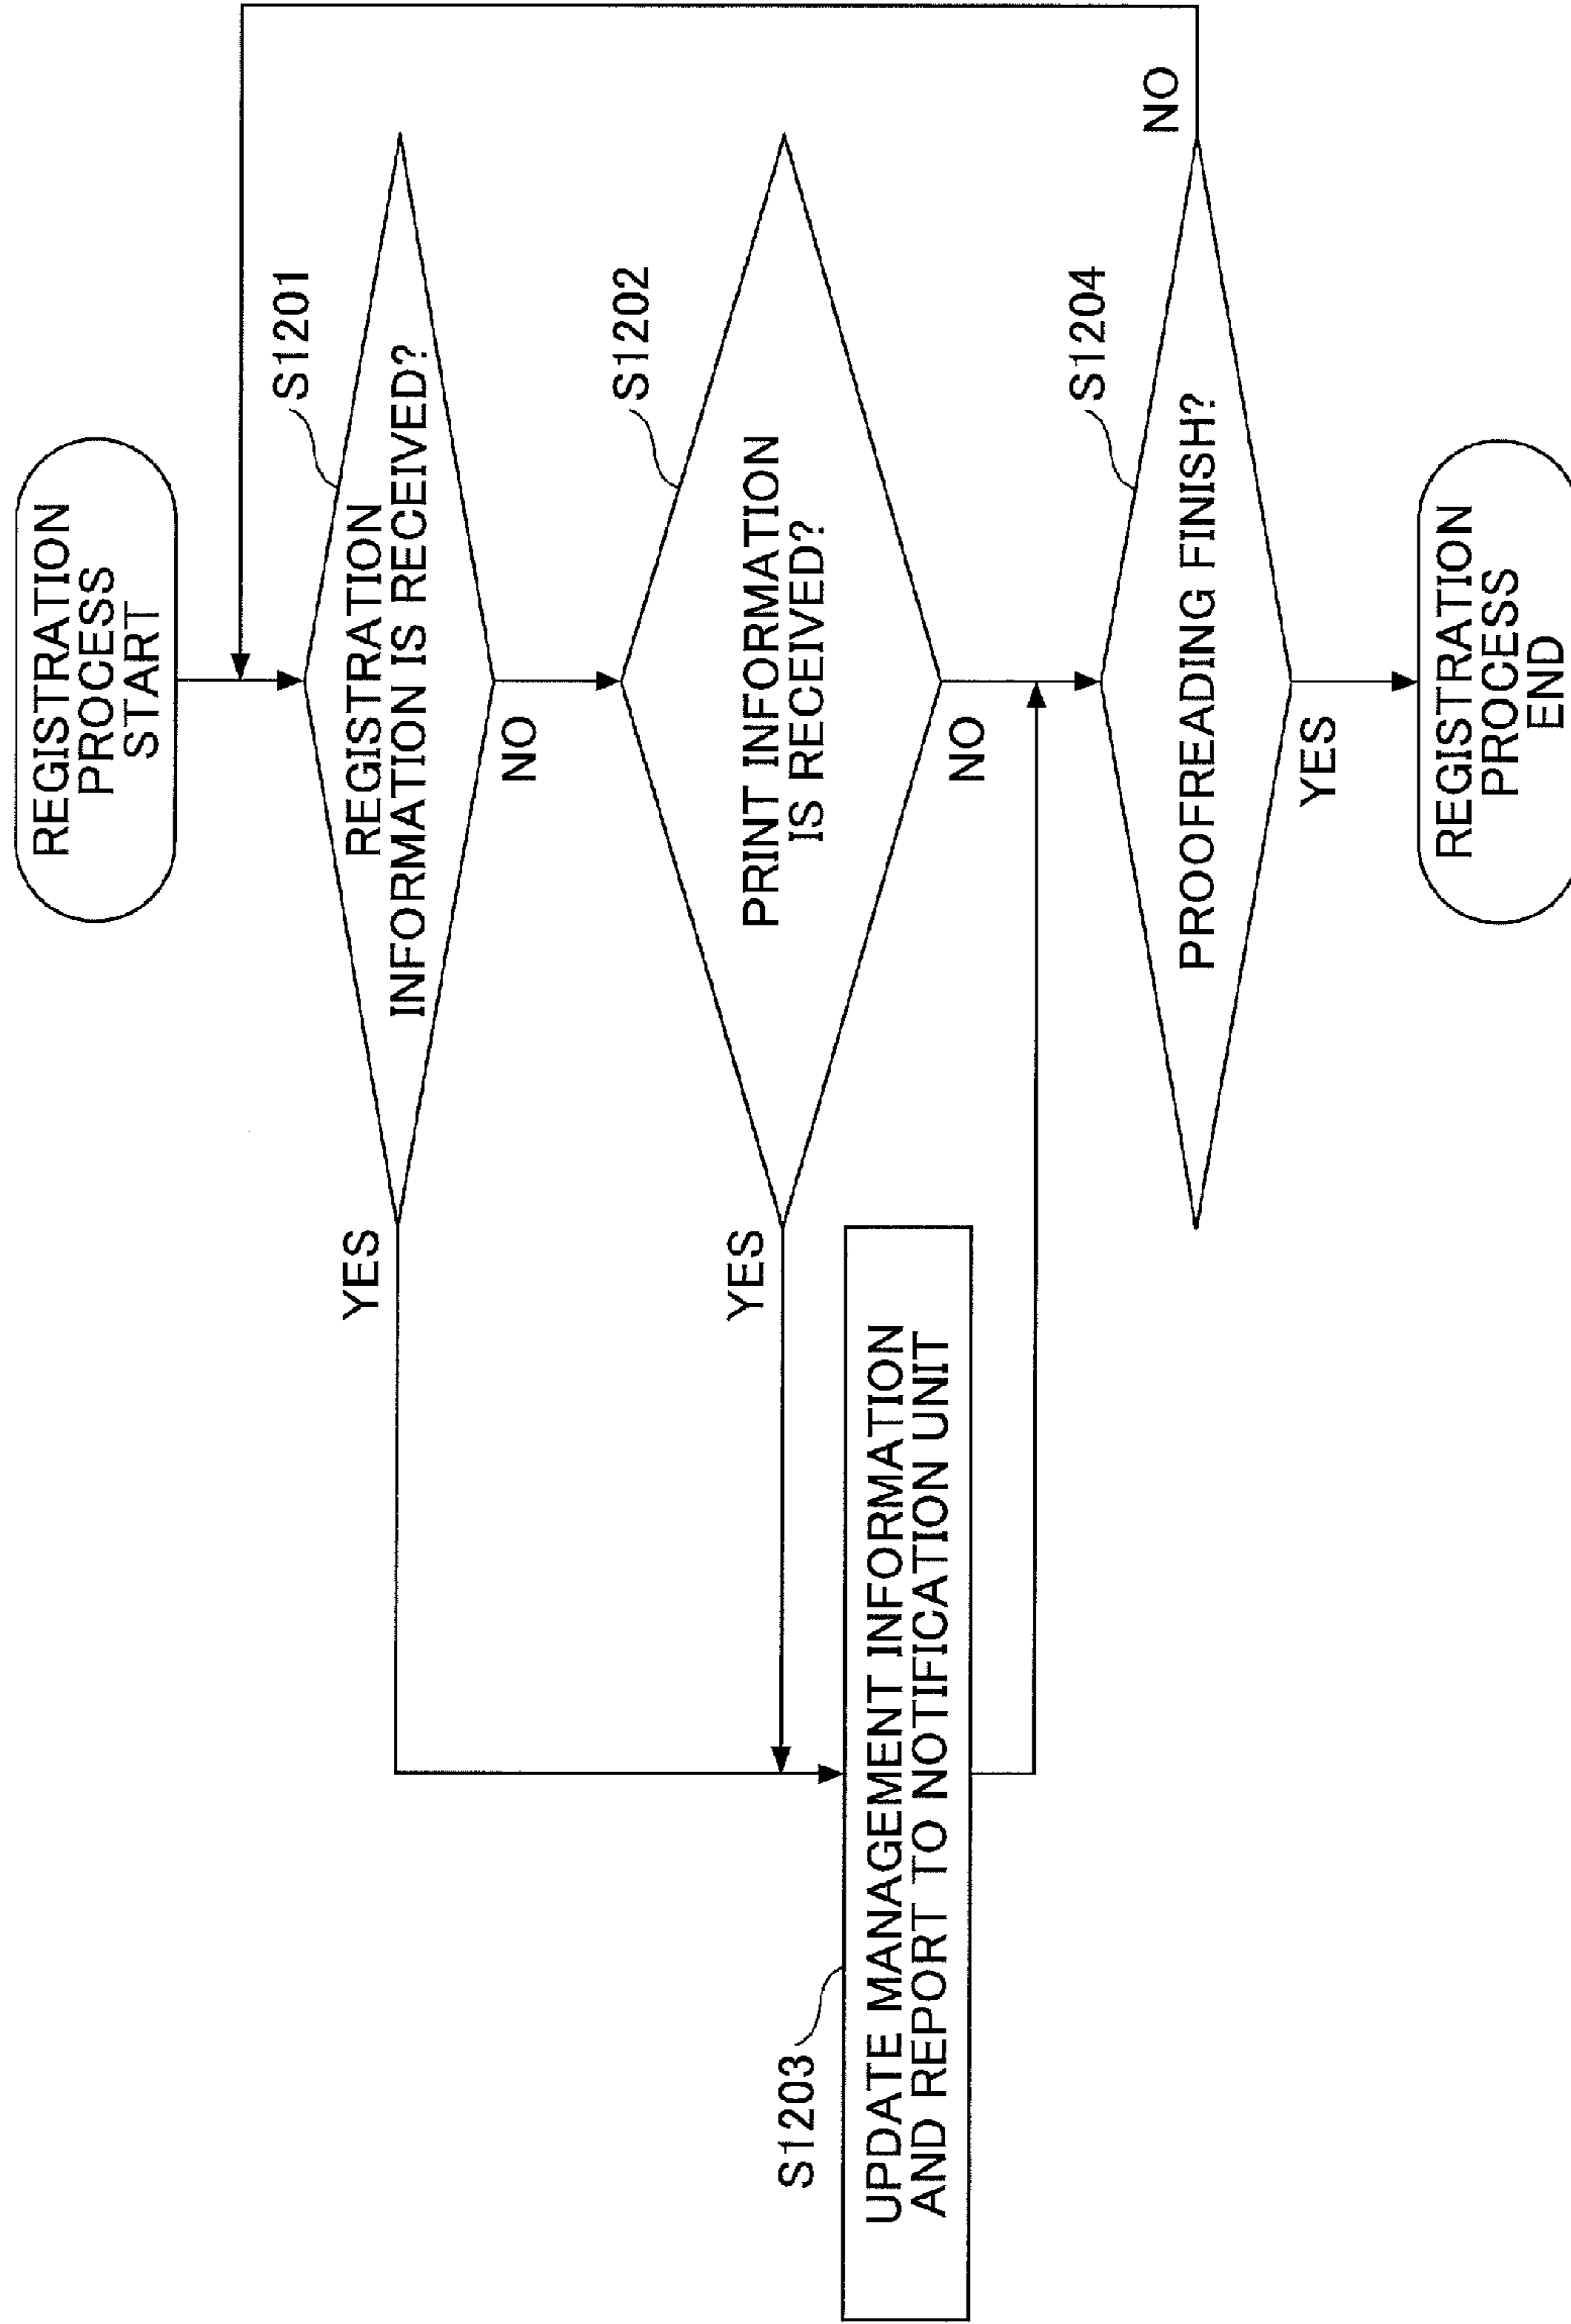 REGISTRATION
PROCESS
START
S1201
REGISTRATION
INFORMATION IS RECEIVED?
YES
NO
S1202
PRINT INFORMATION
IS RECEIVED?
YES
NO
S1203
UPDATE MANAGEMENT INFORMATION
AND REPORT TO NOTIFICATION UNIT
S1204
PROOFREADING FINISH?
NO
YES
REGISTRATION
PROCESS
END